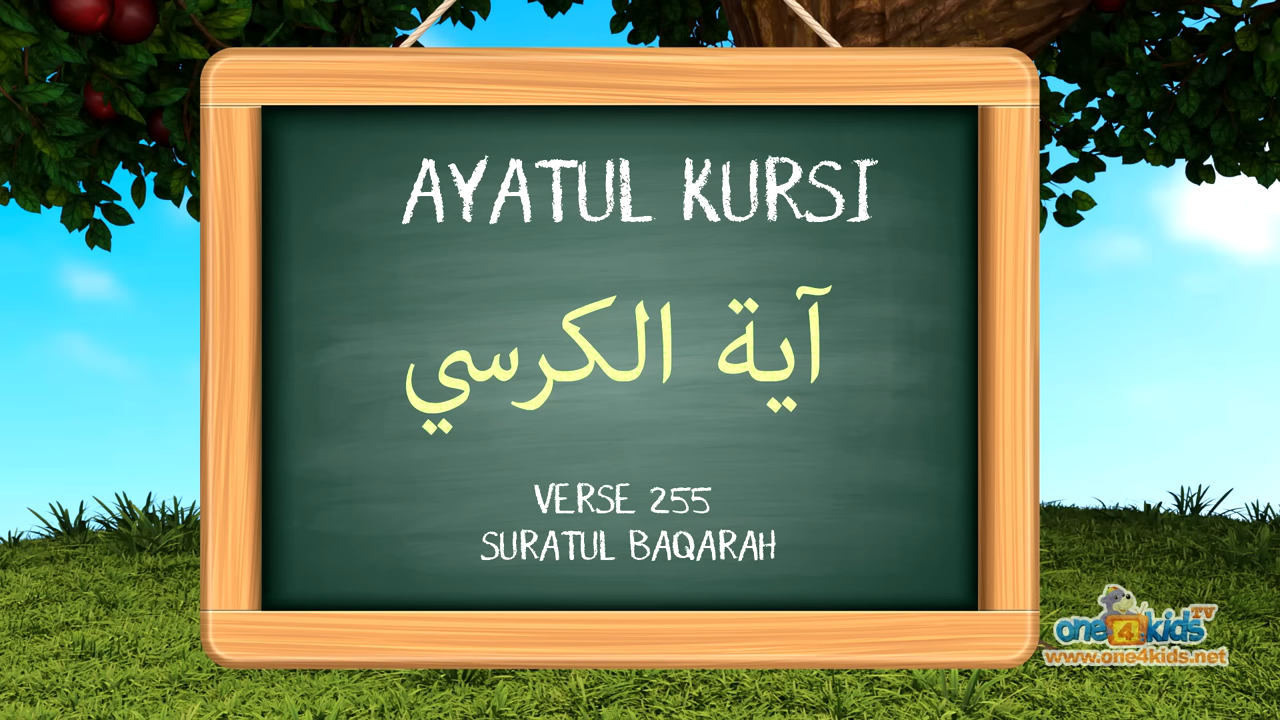 AYATUL KURSI
آية الكرسي
VERSE 255
SURATUL BAQARAH
one4kids TV
www.one4kids.net